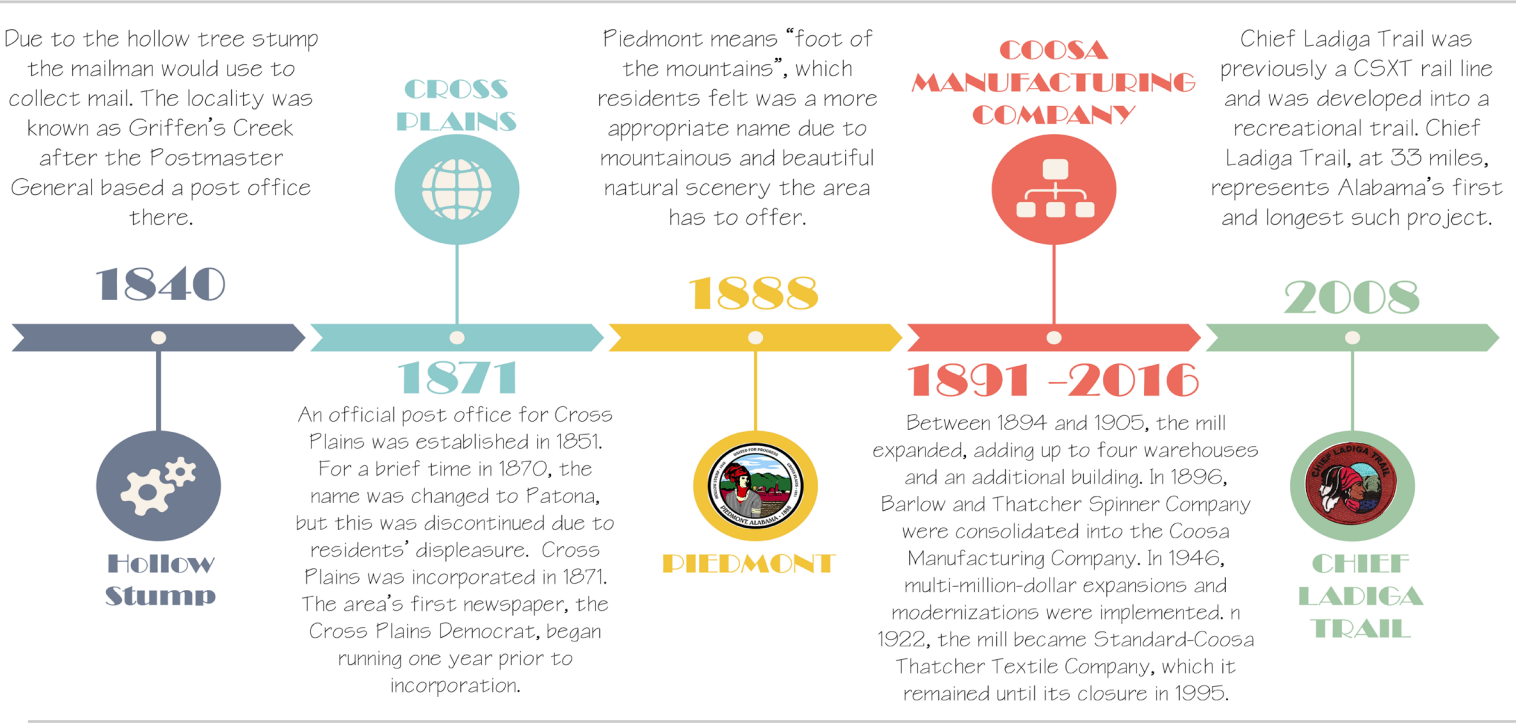 Due to the hollow tree stump
the mailman would use to
collect mail. The locality was
known as Griffen's Creek
after the Postmaster
General based a post office
there.
1840
Hollow
Stump
CROSS
PLAINS
1871
An official post office for Cross
Plains was established in 1851.
For a brief time in 1870, the
name was changed to Patona,
but this was discontinued due to
residents' displeasure. Cross
Plains was incorporated in 1871.
The area's first newspaper, the
Cross Plains Democrat, began
running one year prior to
incorporation.
Piedmont means “foot of
the mountains”, which
residents felt was a more
appropriate name due to
mountainous and beautiful
natural scenery the area
has to offer.
1888
UNITED FOR PROGRESS
PIEDMONT, ALABAMA - 1888
PIEDMONT
COOSA
MANUFACTURING
COMPANY
1891 -2016
Between 1894 and 1905, the mill
expanded, adding up to four warehouses
and an additional building. In 1896,
Barlow and Thatcher Spinner Company
were consolidated into the Coosa
Manufacturing Company. In 1946,
multi-million-dollar expansions and
modernizations were implemented. n
1922, the mill became Standard-Coosa
Thatcher Textile Company, which it
remained until its closure in 1995.
Chief Ladiga Trail was
previously a CSXT rail line
and was developed into a
recreational trail. Chief
Ladiga Trail, at 33 miles,
represents Alabama's first
and longest such project.
2008
CHIEF LADIGA TRAIL
CHIEF
LADIGA
TRAIL